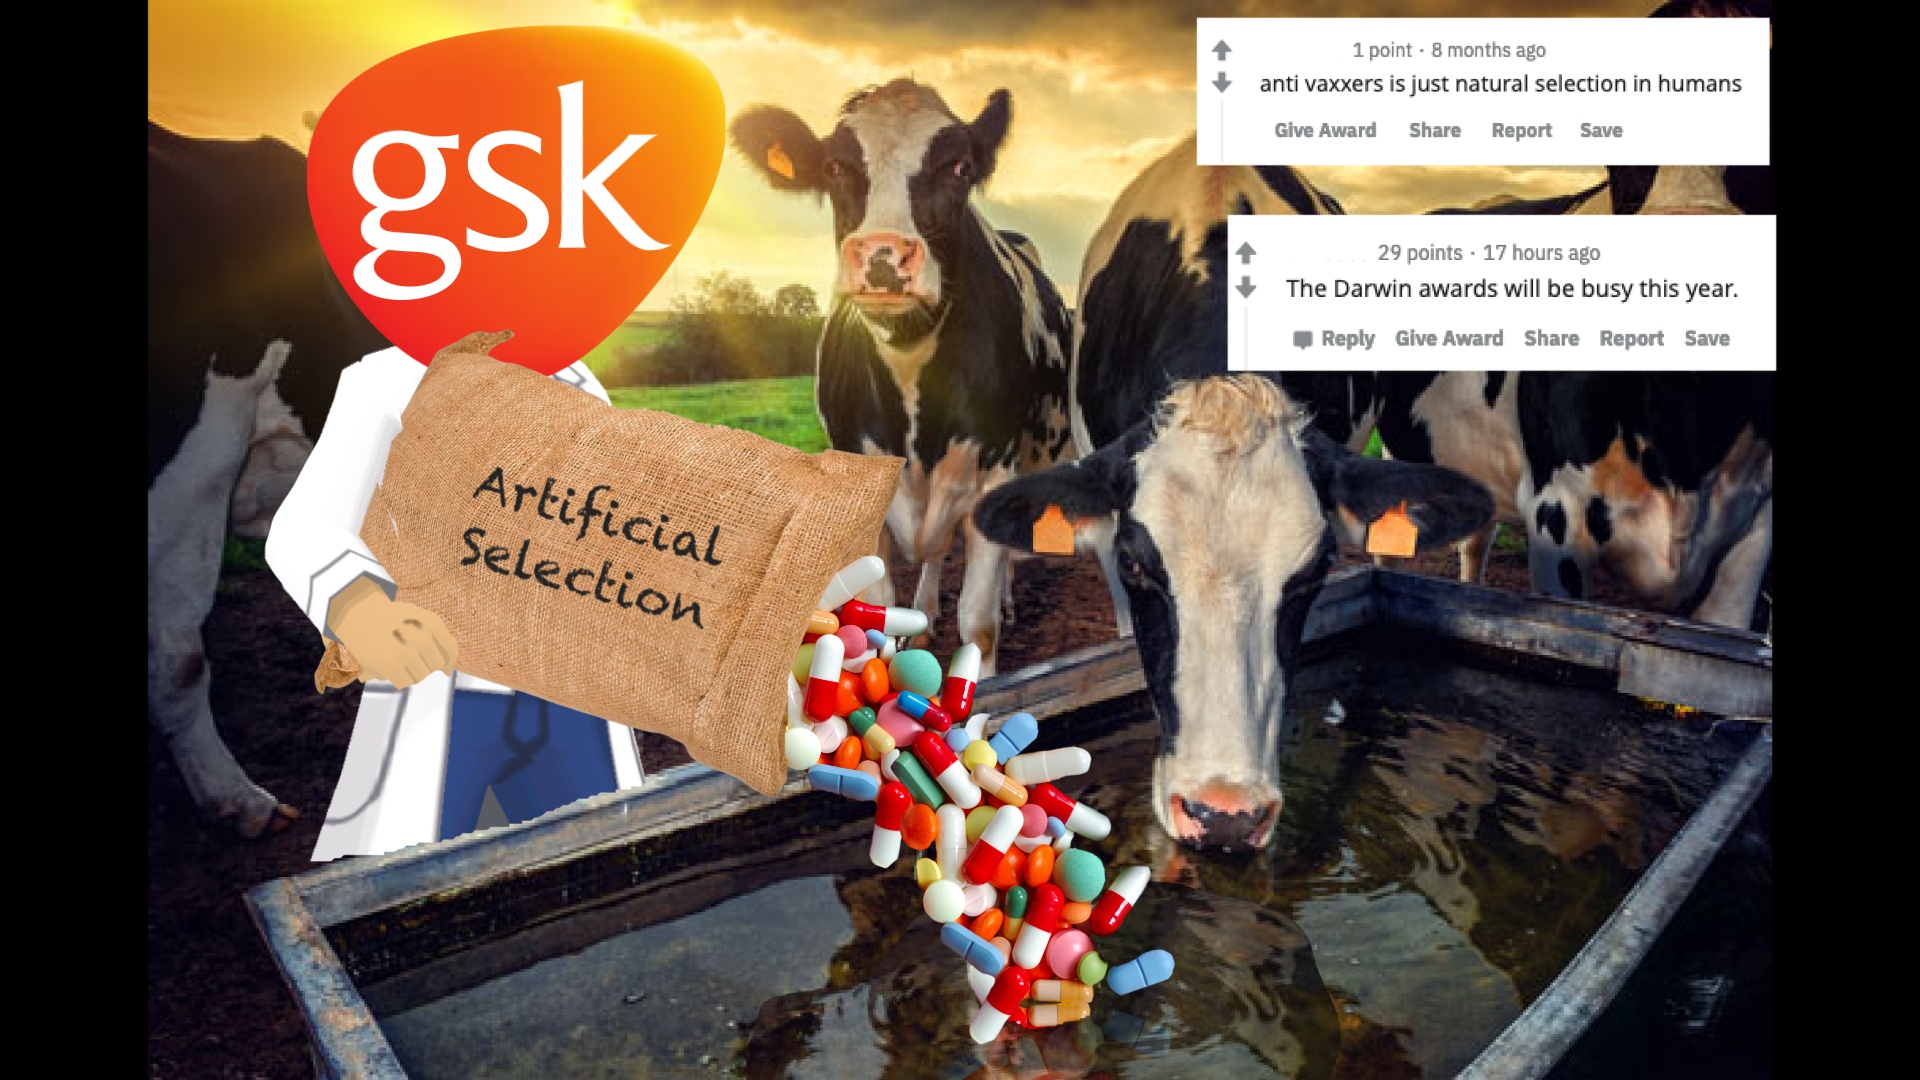 gsk
Artificial
Selection
1 point · 8 months ago
anti vaxxers is just natural selection in humans
Give Award Share Report Save
29 points · 17 hours ago
The Darwin awards will be busy this year.
Reply Give Award Share Report Save